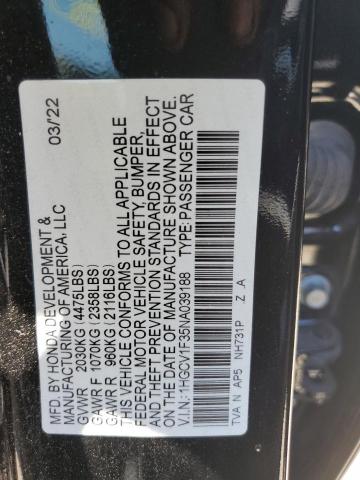 MFD. BY HONDA DEVELOPMENT & 03/22
MANUFACTURING OF AMERICA, LLC
GVWR 2030KG (4475LBS)
GAWR F 1070KG (2358LBS)
GAWR R 960KG (2116LBS)
THIS VEHICLE CONFORMS TO ALL APPLICABLE
FEDERAL MOTOR VEHICLE SAFETY, BUMPER,
AND THEFT PREVENTION STANDARDS IN EFFECT
ON THE DATE OF MANUFACTURE SHOWN ABOVE.
V.I.N.: 1HGCV1F35NA039188 TYPE:PASSENGER CAR
TVA N AP5 NH731P Z A